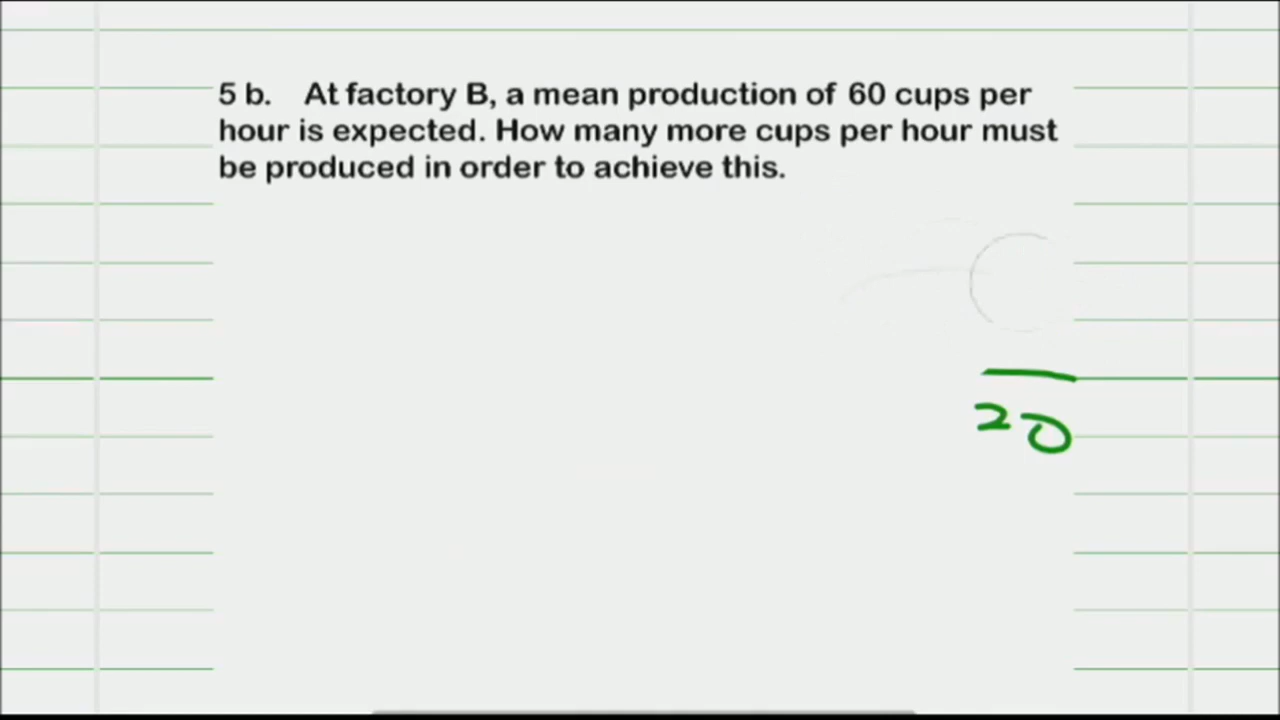 5 b. At factory B, a mean production of 60 cups per
hour is expected. How many more cups per hour must
be produced in order to achieve this.
20